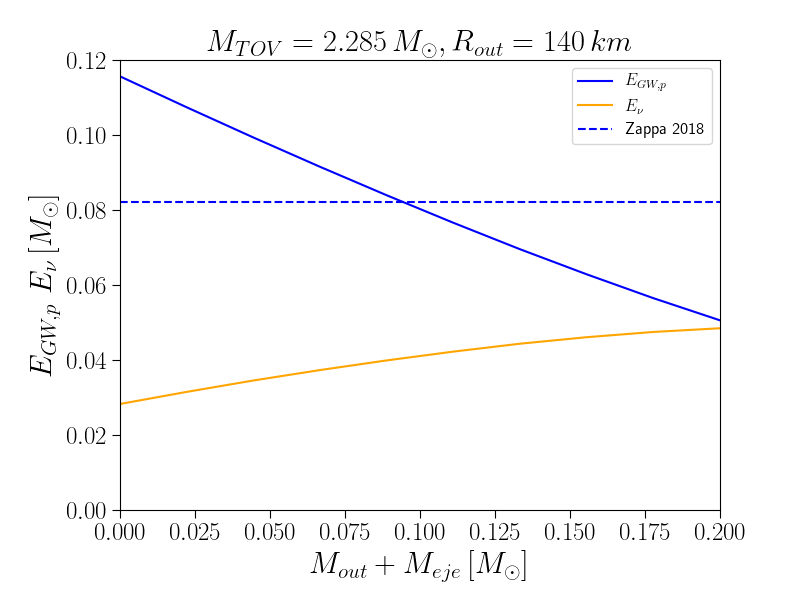 M_{TOV} = 2.285 M_⊙, R_{out} = 140 km
E_{GW,p}
E_ν
Zappa 2018
0.12
0.10
0.08
0.06
0.04
0.02
0.00
E_{GW,p} E_ν [M_⊙]
0.000 0.025 0.050 0.075 0.100 0.125 0.150 0.175 0.200
M_{out} + M_{eje} [M_⊙]